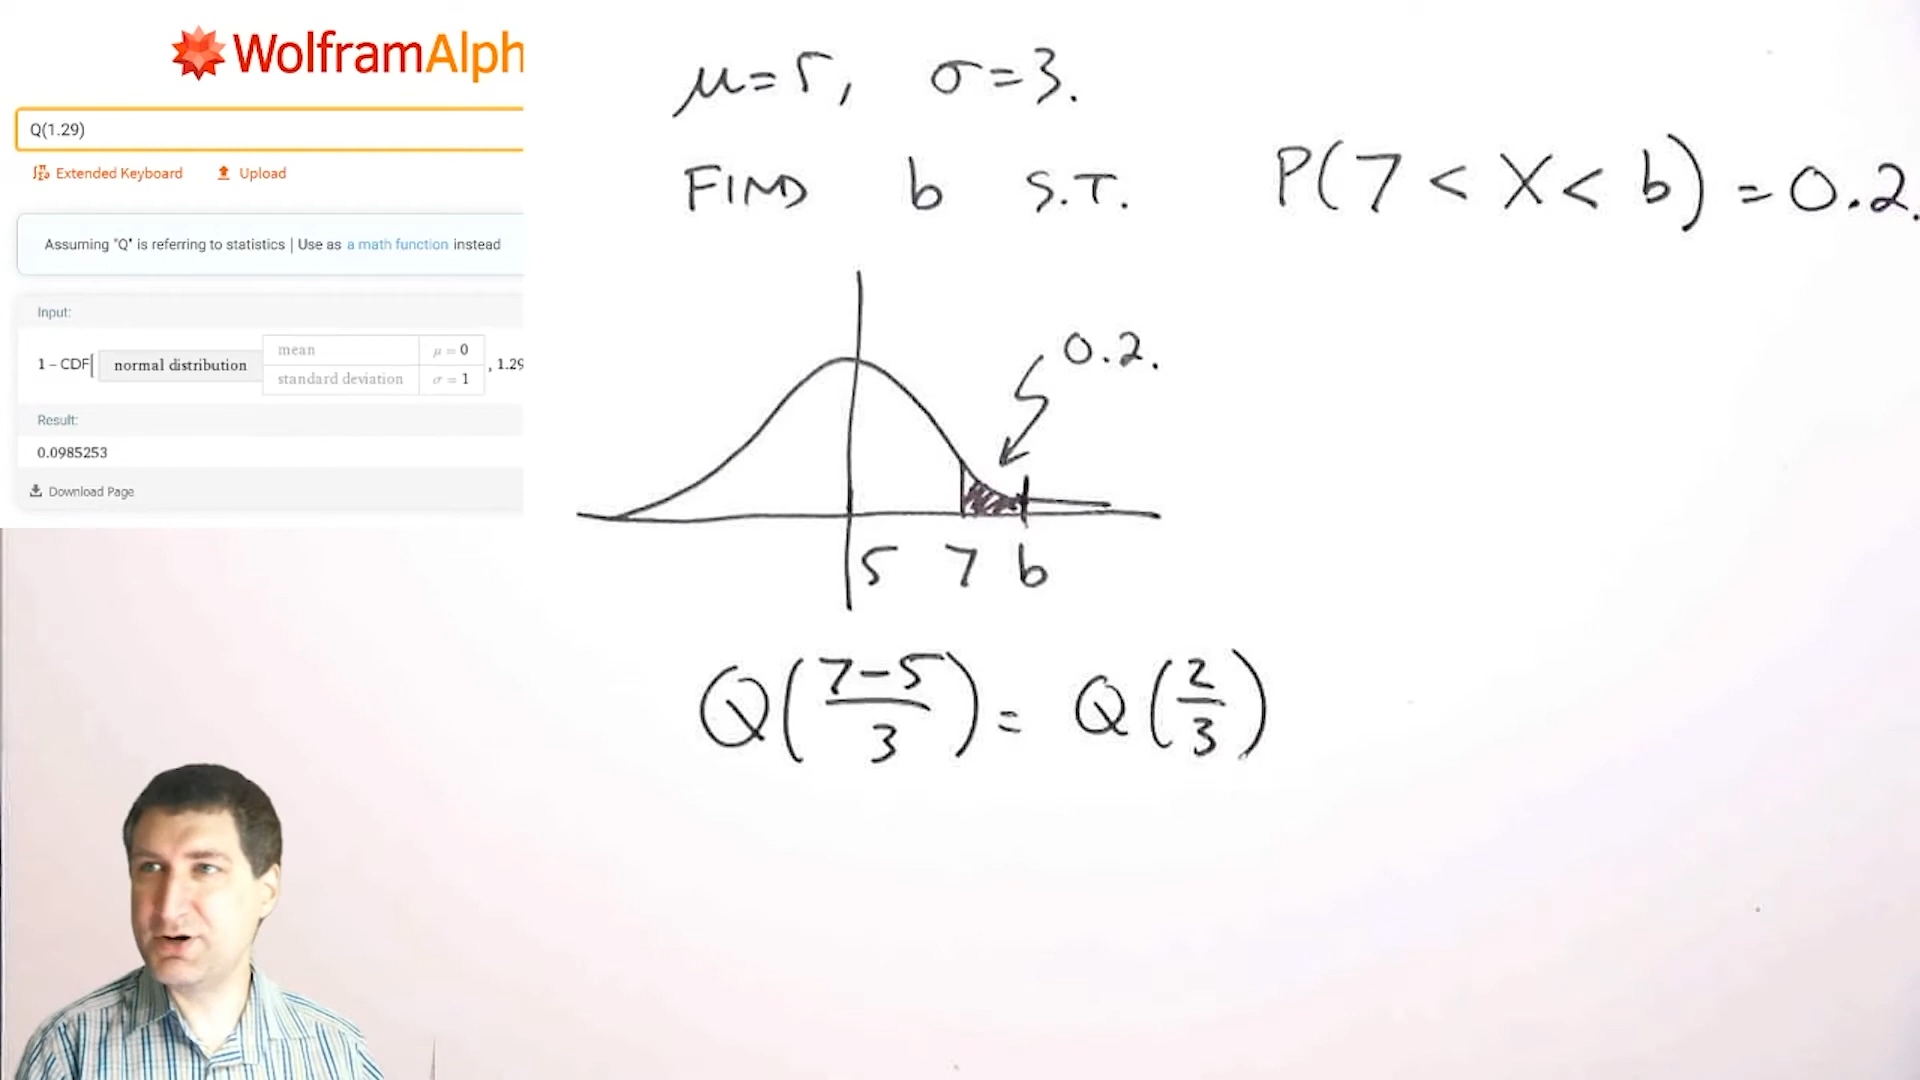 WolframAlph
Q(1.29)
Extended Keyboard Upload
Assuming "Q" is referring to statistics | Use as a math function instead
Input:
1 – CDF[ normal distribution mean μ = 0 standard deviation σ = 1 , 1.29
Result:
0.0985253
Download Page
μ=5, σ=3.
FIND b S.T. P(7 < X < b) = 0.2.
0.2.
5 7 b
Q((7-5)/3) = Q(2/3)